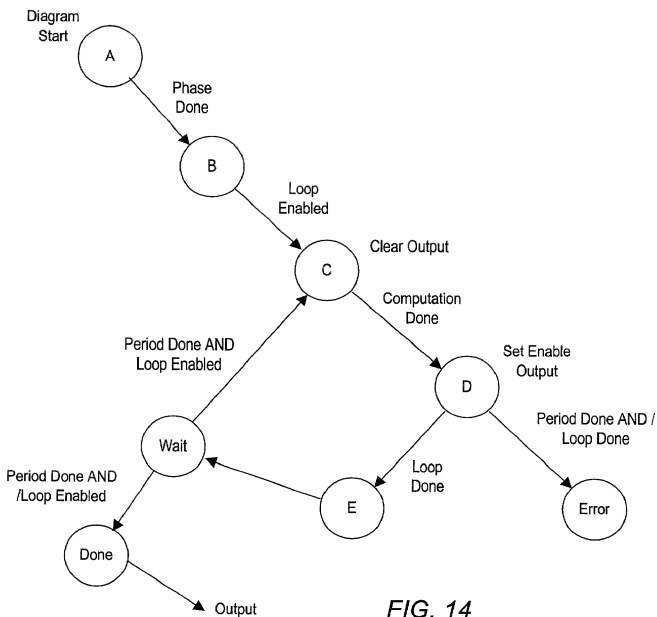 Diagram
Start
A
Phase
Done
B
Loop
Enabled
C
Clear Output
Computation
Done
Period Done AND
Loop Enabled
Set Enable
Output
D
Period Done AND /
Loop Done
Wait
Loop
Done
Period Done AND
/Loop Enabled
E
Error
Done
Output
FIG. 14